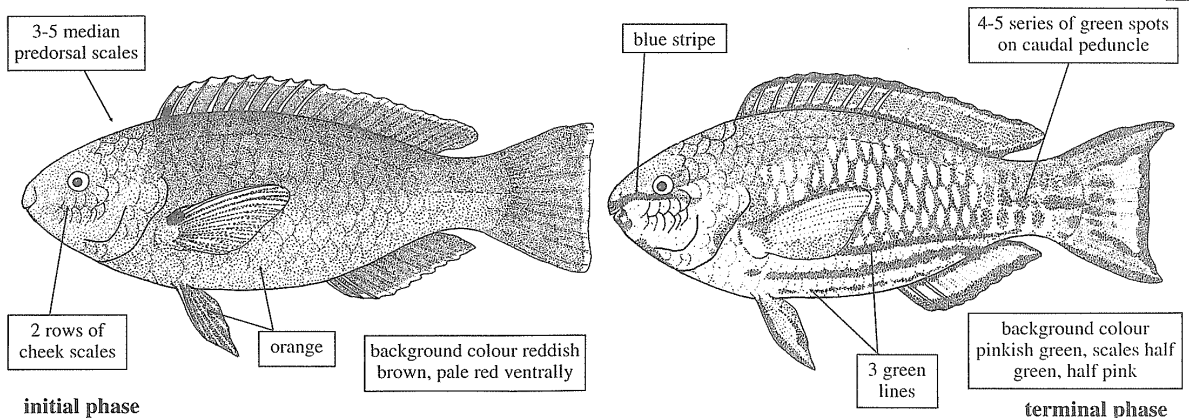 3-5 median
predorsal scales
2 rows of
cheek scales
orange
background colour reddish
brown, pale red ventrally
initial phase
blue stripe
4-5 series of green spots
on caudal peduncle
3 green
lines
background colour
pinkish green, scales half
green, half pink
terminal phase